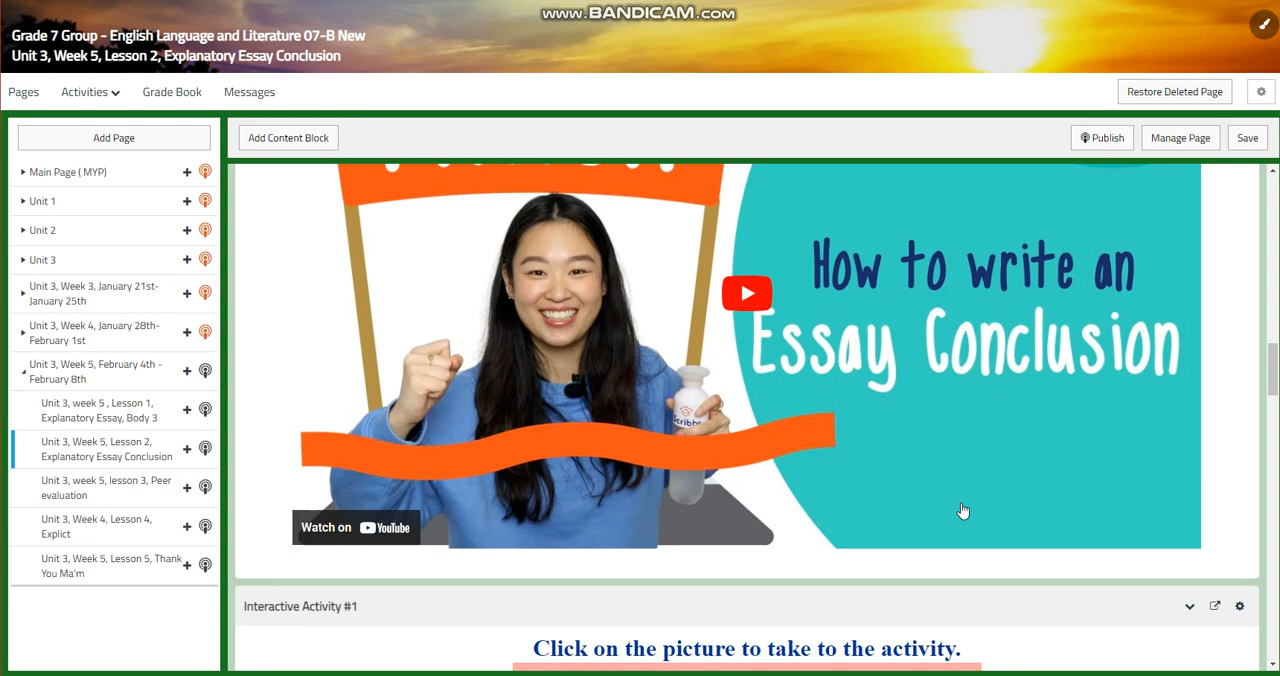 www.BANDICAM.com
Grade 7 Group - English Language and Literature 07-B New
Unit 3, Week 5, Lesson 2, Explanatory Essay Conclusion
Pages
Activities
Grade Book
Messages
Restore Deleted Page
Add Page
Add Content Block
Publish
Manage Page
Save
Main Page ( MYP)
Unit 1
Unit 2
Unit 3
Unit 3, Week 3, January 21st-
January 25th
Unit 3, Week 4, January 28th-
February 1st
Unit 3, Week 5, February 4th -
February 8th
Unit 3, week 5 , Lesson 1,
Explanatory Essay, Body 3
Unit 3, Week 5, Lesson 2,
Explanatory Essay Conclusion
Unit 3, week 5, lesson 3, Peer
evaluation
Unit 3, Week 4, Lesson 4,
Explict
Unit 3, Week 5, Lesson 5, Thank
You Ma'm
How to write an
Essay Conclusion
Watch on YouTube
Interactive Activity #1
Click on the picture to take to the activity.